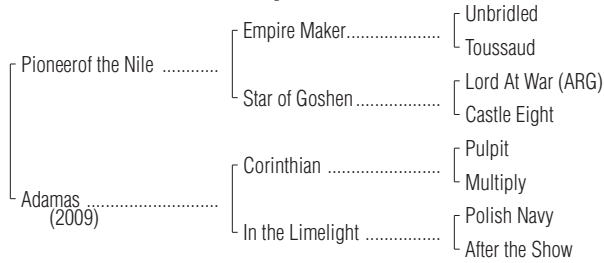 Unbridled
Empire Maker....................
Toussaud
Pioneerof the Nile ............
Lord At War (ARG)
Star of Goshen..................
Castle Eight
Pulpit
Corinthian ........................
Multiply
Adamas ............................
(2009)
Polish Navy
In the Limelight ................
After the Show